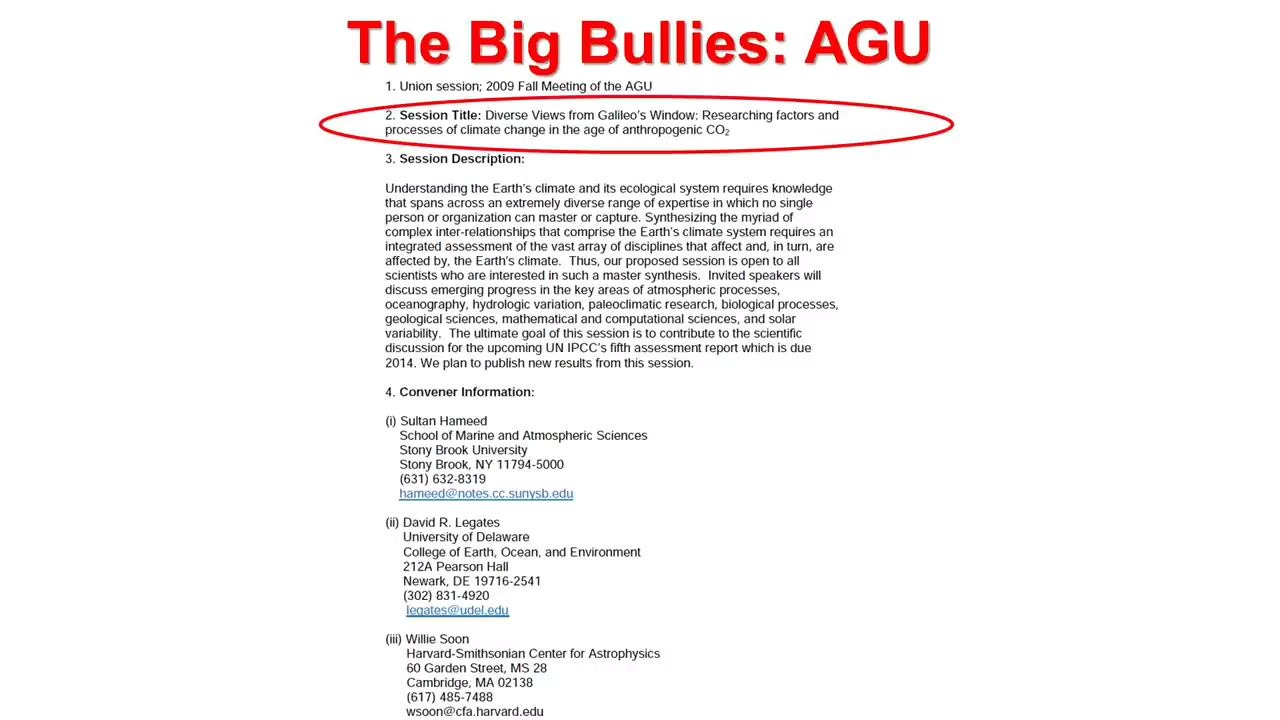 The Big Bullies: AGU
1. Union session; 2009 Fall Meeting of the AGU
2. Session Title: Diverse Views from Galileo's Window: Researching factors and
processes of climate change in the age of anthropogenic CO₂
3. Session Description:
Understanding the Earth's climate and its ecological system requires knowledge
that spans across an extremely diverse range of expertise in which no single
person or organization can master or capture. Synthesizing the myriad of
complex inter-relationships that comprise the Earth's climate system requires an
integrated assessment of the vast array of disciplines that affect and, in turn, are
affected by, the Earth's climate. Thus, our proposed session is open to all
scientists who are interested in such a master synthesis. Invited speakers will
discuss emerging progress in the key areas of atmospheric processes,
oceanography, hydrologic variation, paleoclimatic research, biological processes,
geological sciences, mathematical and computational sciences, and solar
variability. The ultimate goal of this session is to contribute to the scientific
discussion for the upcoming UN IPCC's fifth assessment report which is due
2014. We plan to publish new results from this session.
4. Convener Information:
(i) Sultan Hameed
School of Marine and Atmospheric Sciences
Stony Brook University
Stony Brook, NY 11794-5000
(631) 632-8319
hameed@notes.cc.sunysb.edu
(ii) David R. Legates
University of Delaware
College of Earth, Ocean, and Environment
212A Pearson Hall
Newark, DE 19716-2541
(302) 831-4920
legates@udel.edu
(iii) Willie Soon
Harvard-Smithsonian Center for Astrophysics
60 Garden Street, MS 28
Cambridge, MA 02138
(617) 485-7488
wsoon@cfa.harvard.edu